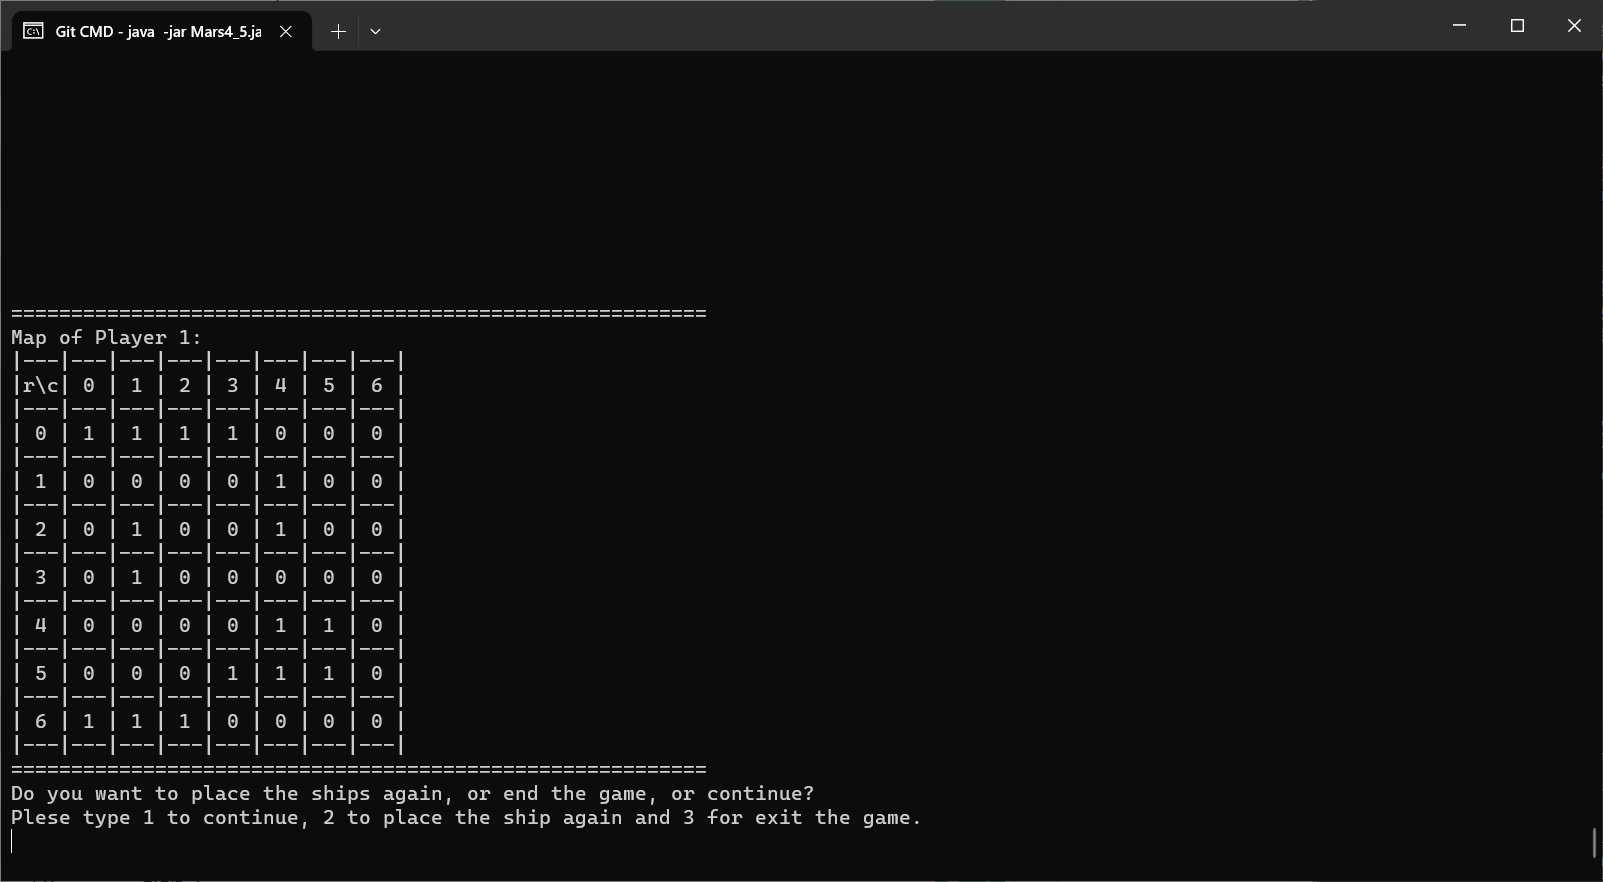 Git CMD - java  -jar Mars4_5.ja
==========================================================
Map of Player 1:
|---|---|---|---|---|---|---|---|
|r\c| 0 | 1 | 2 | 3 | 4 | 5 | 6 |
|---|---|---|---|---|---|---|---|
| 0 | 1 | 1 | 1 | 1 | 0 | 0 | 0 |
|---|---|---|---|---|---|---|---|
| 1 | 0 | 0 | 0 | 0 | 1 | 0 | 0 |
|---|---|---|---|---|---|---|---|
| 2 | 0 | 1 | 0 | 0 | 1 | 0 | 0 |
|---|---|---|---|---|---|---|---|
| 3 | 0 | 1 | 0 | 0 | 0 | 0 | 0 |
|---|---|---|---|---|---|---|---|
| 4 | 0 | 0 | 0 | 0 | 1 | 1 | 0 |
|---|---|---|---|---|---|---|---|
| 5 | 0 | 0 | 0 | 1 | 1 | 1 | 0 |
|---|---|---|---|---|---|---|---|
| 6 | 1 | 1 | 1 | 0 | 0 | 0 | 0 |
|---|---|---|---|---|---|---|---|
==========================================================
Do you want to place the ships again, or end the game, or continue?
Plese type 1 to continue, 2 to place the ship again and 3 for exit the game.